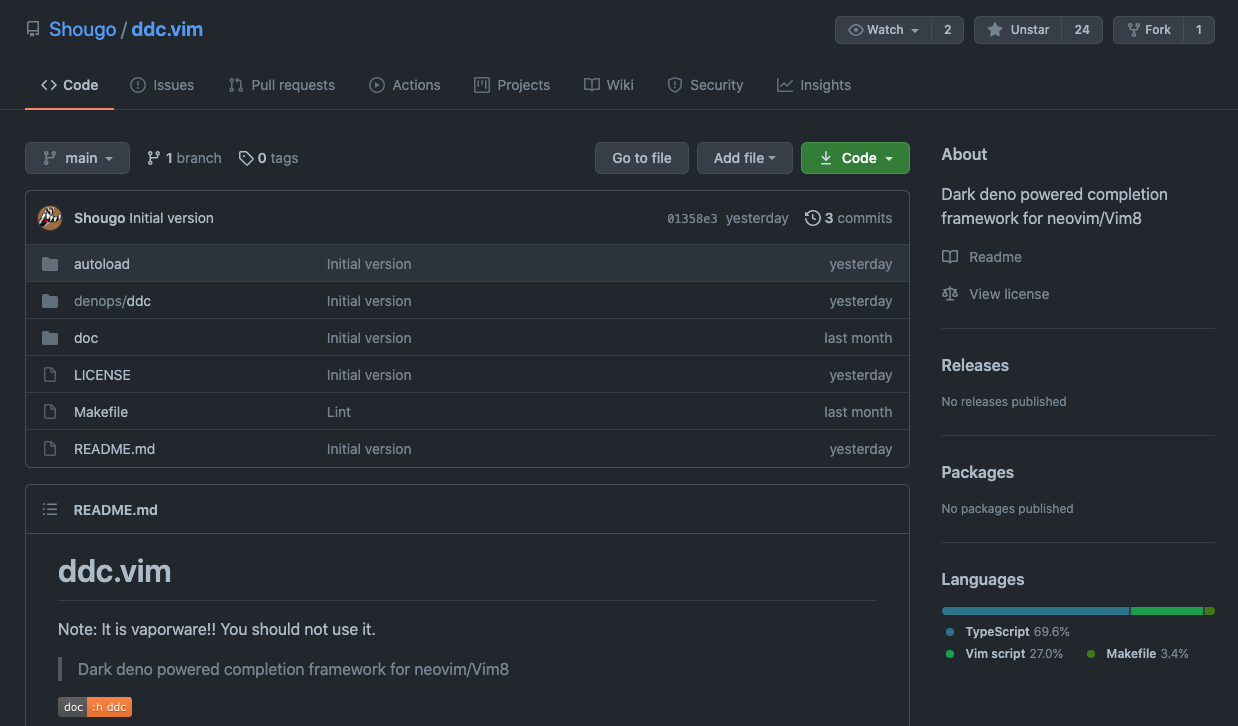 Shougo / ddc.vim
Watch 2 Unstar 24 Fork 1
Code Issues Pull requests Actions Projects Wiki Security Insights
main 1 branch 0 tags Go to file Add file Code
Shougo Initial version 01358e3 yesterday 3 commits
autoload Initial version yesterday
denops/ddc Initial version yesterday
doc Initial version last month
LICENSE Initial version yesterday
Makefile Lint last month
README.md Initial version yesterday
README.md
ddc.vim
Note: It is vaporware!! You should not use it.
Dark deno powered completion framework for neovim/Vim8
doc :h ddc
About
Dark deno powered completion
framework for neovim/Vim8
Readme
View license
Releases
No releases published
Packages
No packages published
Languages
TypeScript 69.6%
Vim script 27.0% Makefile 3.4%